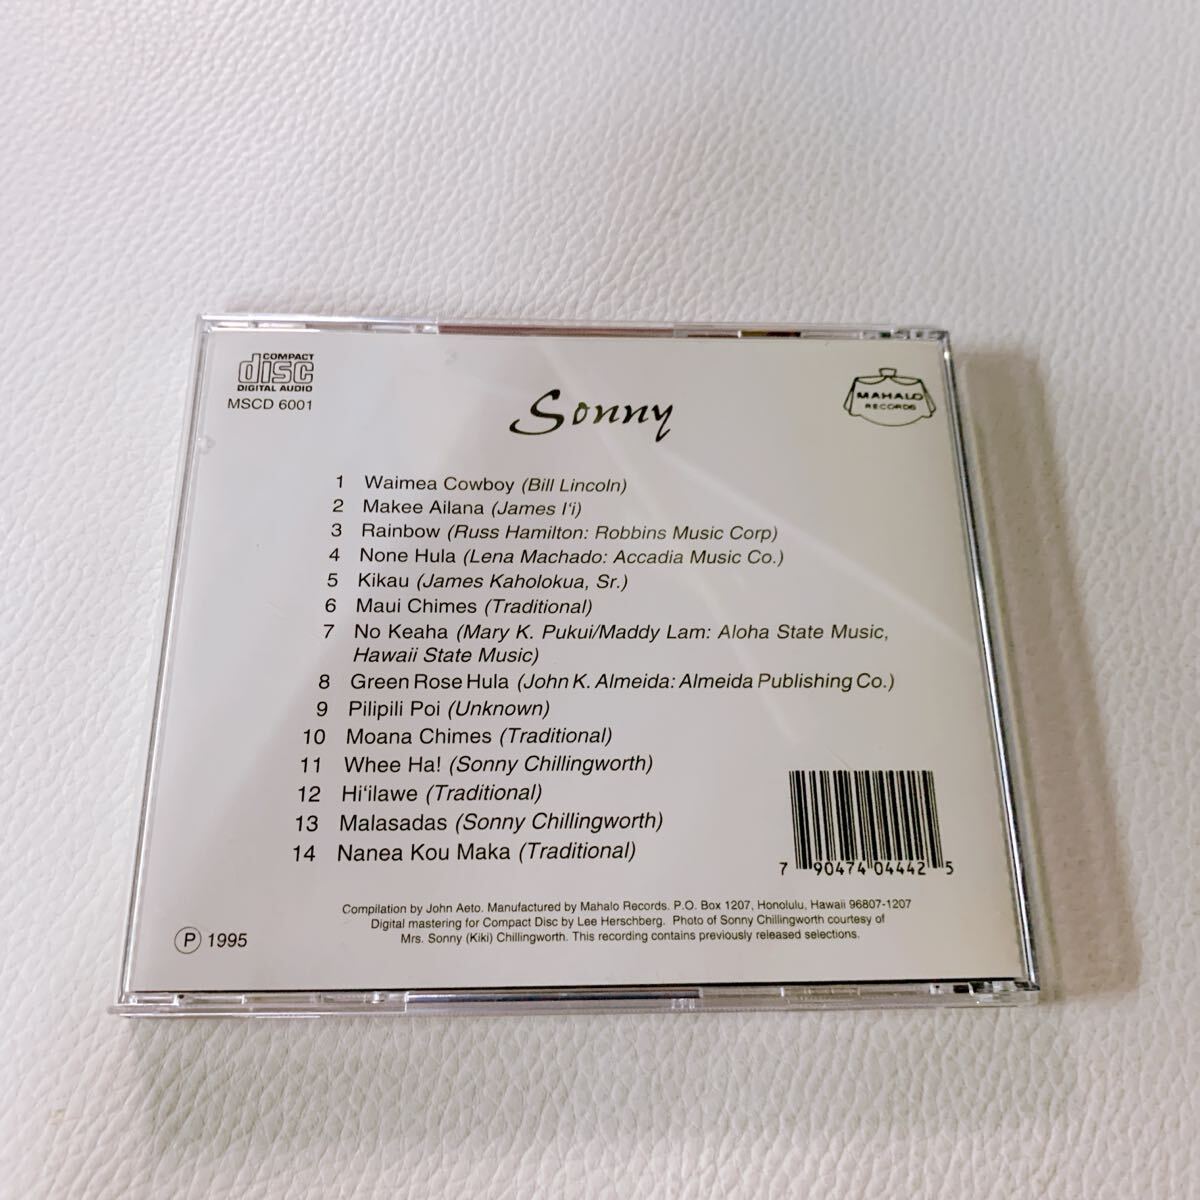 COMPACT
disc
DIGITAL AUDIO
MSCD 6001
Sonny
MAHALO
RECORDS
1 Waimea Cowboy (Bill Lincoln)
2 Makee Ailana (James I'i)
3 Rainbow (Russ Hamilton: Robbins Music Corp)
4 None Hula (Lena Machado: Accadia Music Co.)
5 Kikau (James Kaholokua, Sr.)
6 Maui Chimes (Traditional)
7 No Keaha (Mary K. Pukui/Maddy Lam: Aloha State Music,
Hawaii State Music)
8 Green Rose Hula (John K. Almeida: Almeida Publishing Co.)
9 Pilipili Poi (Unknown)
10 Moana Chimes (Traditional)
11 Whee Ha! (Sonny Chillingworth)
12 Hi'ilawe (Traditional)
13 Malasadas (Sonny Chillingworth)
14 Nanea Kou Maka (Traditional)
7 90474 04442 5
Compilation by John Aeto. Manufactured by Mahalo Records. P.O. Box 1207, Honolulu, Hawaii 96807-1207
Digital mastering for Compact Disc by Lee Herschberg. Photo of Sonny Chillingworth courtesy of
Mrs. Sonny (Kiki) Chillingworth. This recording contains previously released selections.
℗ 1995